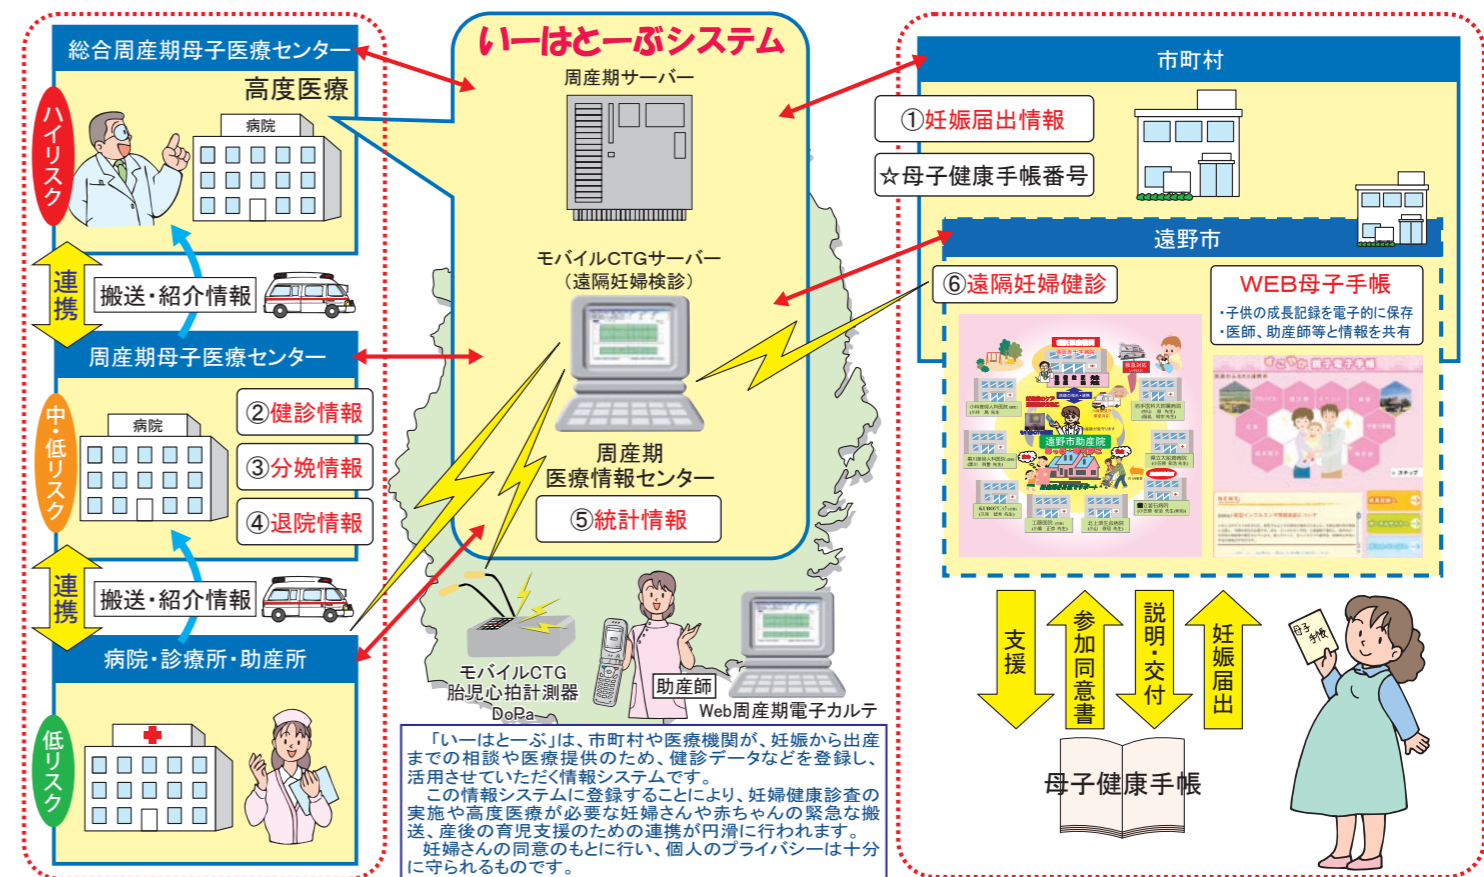 総合周産期母子医療センター
高度医療
ハイリスク
病院
連携
搬送・紹介情報
周産期母子医療センター
中・低リスク
病院
②健診情報
③分娩情報
④退院情報
連携
搬送・紹介情報
病院・診療所・助産所
低リスク
いーはとーぶシステム
周産期サーバー
モバイルCTGサーバー
（遠隔妊婦検診）
周産期
医療情報センター
⑤統計情報
モバイルCTG
胎児心拍計測器
DoPa
助産師
Web周産期電子カルテ
「いーはとーぶ」は、市町村や医療機関が、妊娠から出産
までの相談や医療提供のため、健診データなどを登録し、
活用させていただく情報システムです。
この情報システムに登録することにより、妊婦健康診査の
実施や高度医療が必要な妊婦さんや赤ちゃんの緊急な搬
送、産後の育児支援のための連携が円滑に行われます。
妊婦さんの同意のもとに行い、個人のプライバシーは十分
に守られるものです。
市町村
①妊娠届出情報
☆母子健康手帳番号
遠野市
⑥遠隔妊婦健診
WEB母子手帳
・子供の成長記録を電子的に保存
・医師、助産師等と情報を共有
遠野市助産院
すこやか親子電子手帳
スキップ
支援
参加同意書
説明・交付
妊娠届出
母子手帳
母子健康手帳